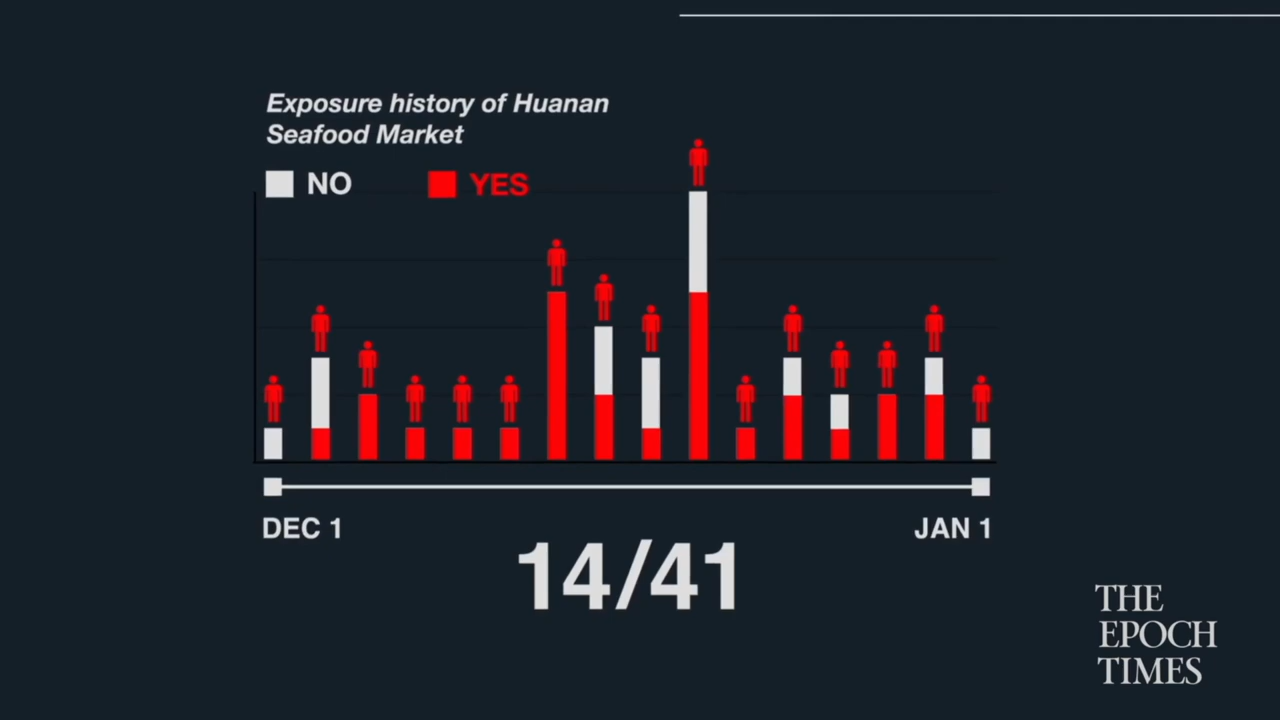 Exposure history of Huanan
Seafood Market
NO
YES
DEC 1
JAN 1
14/41
THE
EPOCH
TIMES